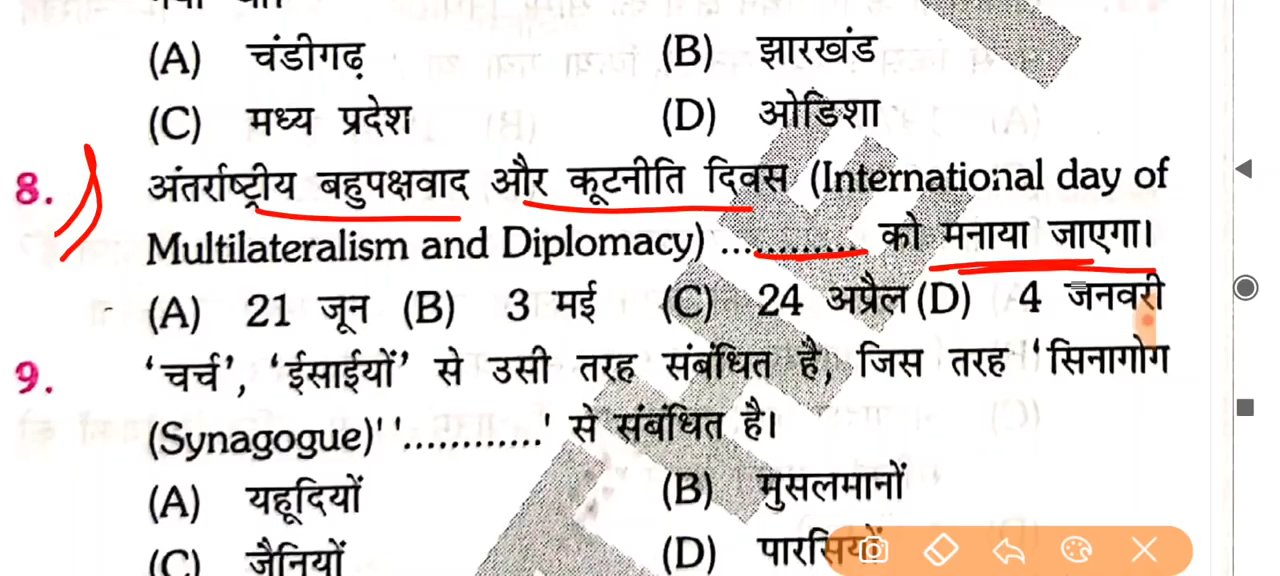 (A) चंडीगढ़ (B) झारखंड
(C) मध्य प्रदेश (D) ओडिशा
8. अंतर्राष्ट्रीय बहुपक्षवाद और कूटनीति दिवस (International day of
Multilateralism and Diplomacy) ............. को मनाया जाएगा।
(A) 21 जून (B) 3 मई (C) 24 अप्रैल (D) 4 जनवरी
9. 'चर्च', 'ईसाईयों' से उसी तरह संबंधित है, जिस तरह 'सिनागोग
(Synagogue)' '.............' से संबंधित है।
(A) यहूदियों (B) मुसलमानों
(C) जैनियों (D) पारसियों